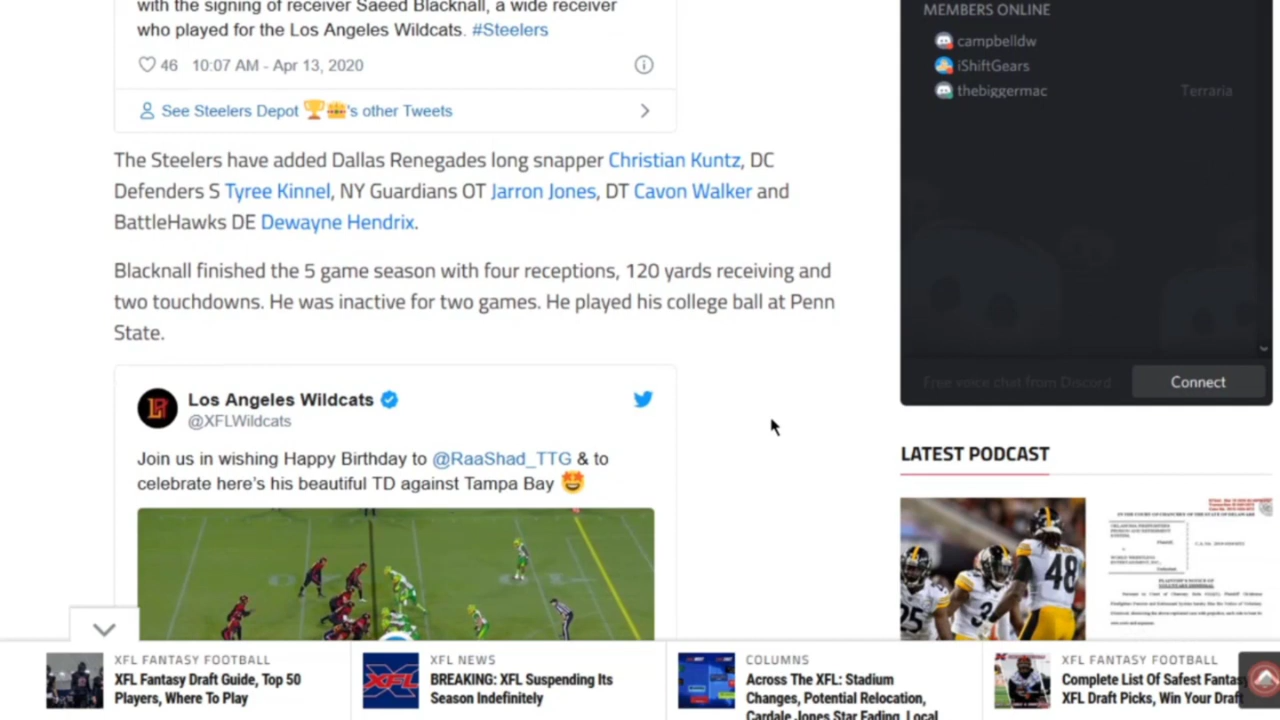 with the signing of receiver Saeed Blacknall, a wide receiver
who played for the Los Angeles Wildcats. #Steelers
46 10:07 AM - Apr 13, 2020
See Steelers Depot 's other Tweets
The Steelers have added Dallas Renegades long snapper Christian Kuntz, DC
Defenders S Tyree Kinnel, NY Guardians OT Jarron Jones, DT Cavon Walker and
BattleHawks DE Dewayne Hendrix.
Blacknall finished the 5 game season with four receptions, 120 yards receiving and
two touchdowns. He was inactive for two games. He played his college ball at Penn
State.
Los Angeles Wildcats
@XFLWildcats
Join us in wishing Happy Birthday to @RaaShad_TTG & to
celebrate here's his beautiful TD against Tampa Bay
MEMBERS ONLINE
campbelldw
iShiftGears
thebiggermac Terraria
Free voice chat from Discord
Connect
LATEST PODCAST
48
XFL FANTASY FOOTBALL
XFL Fantasy Draft Guide, Top 50
Players, Where To Play
XFL
XFL NEWS
BREAKING: XFL Suspending Its
Season Indefinitely
COLUMNS
Across The XFL: Stadium
Changes, Potential Relocation,
Cardale Jones Star Fading, Local
XFL FANTASY FOOTBALL
Complete List Of Safest Fantasy
XFL Draft Picks, Win Your Draft